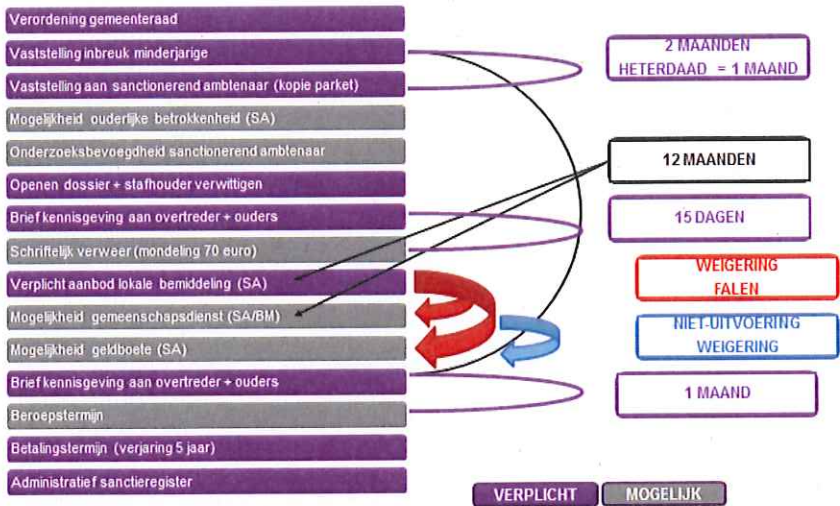 Verordening gemeenteraad
Vaststelling inbreuk minderjarige
Vaststelling aan sanctionerend ambtenaar (kopie parket)
Mogelijkheid ouderlijke betrokkenheid (SA)
Onderzoeksbevoegdheid sanctionerend ambtenaar
Openen dossier + stafhouder verwittigen
Brief kennisgeving aan overtreder + ouders
Schriftelijk verweer (mondeling 70 euro)
Verplicht aanbod lokale bemiddeling (SA)
Mogelijkheid gemeenschapsdienst (SA/BM)
Mogelijkheid geldboete (SA)
Brief kennisgeving aan overtreder + ouders
Beroepstermijn
Betalingstermijn (verjaring 5 jaar)
Administratief sanctieregister
2 MAANDEN
HETERDAAD = 1 MAAND
12 MAANDEN
15 DAGEN
WEIGERING
FALEN
NIET-UITVOERING
WEIGERING
1 MAAND
VERPLICHT
MOGELIJK